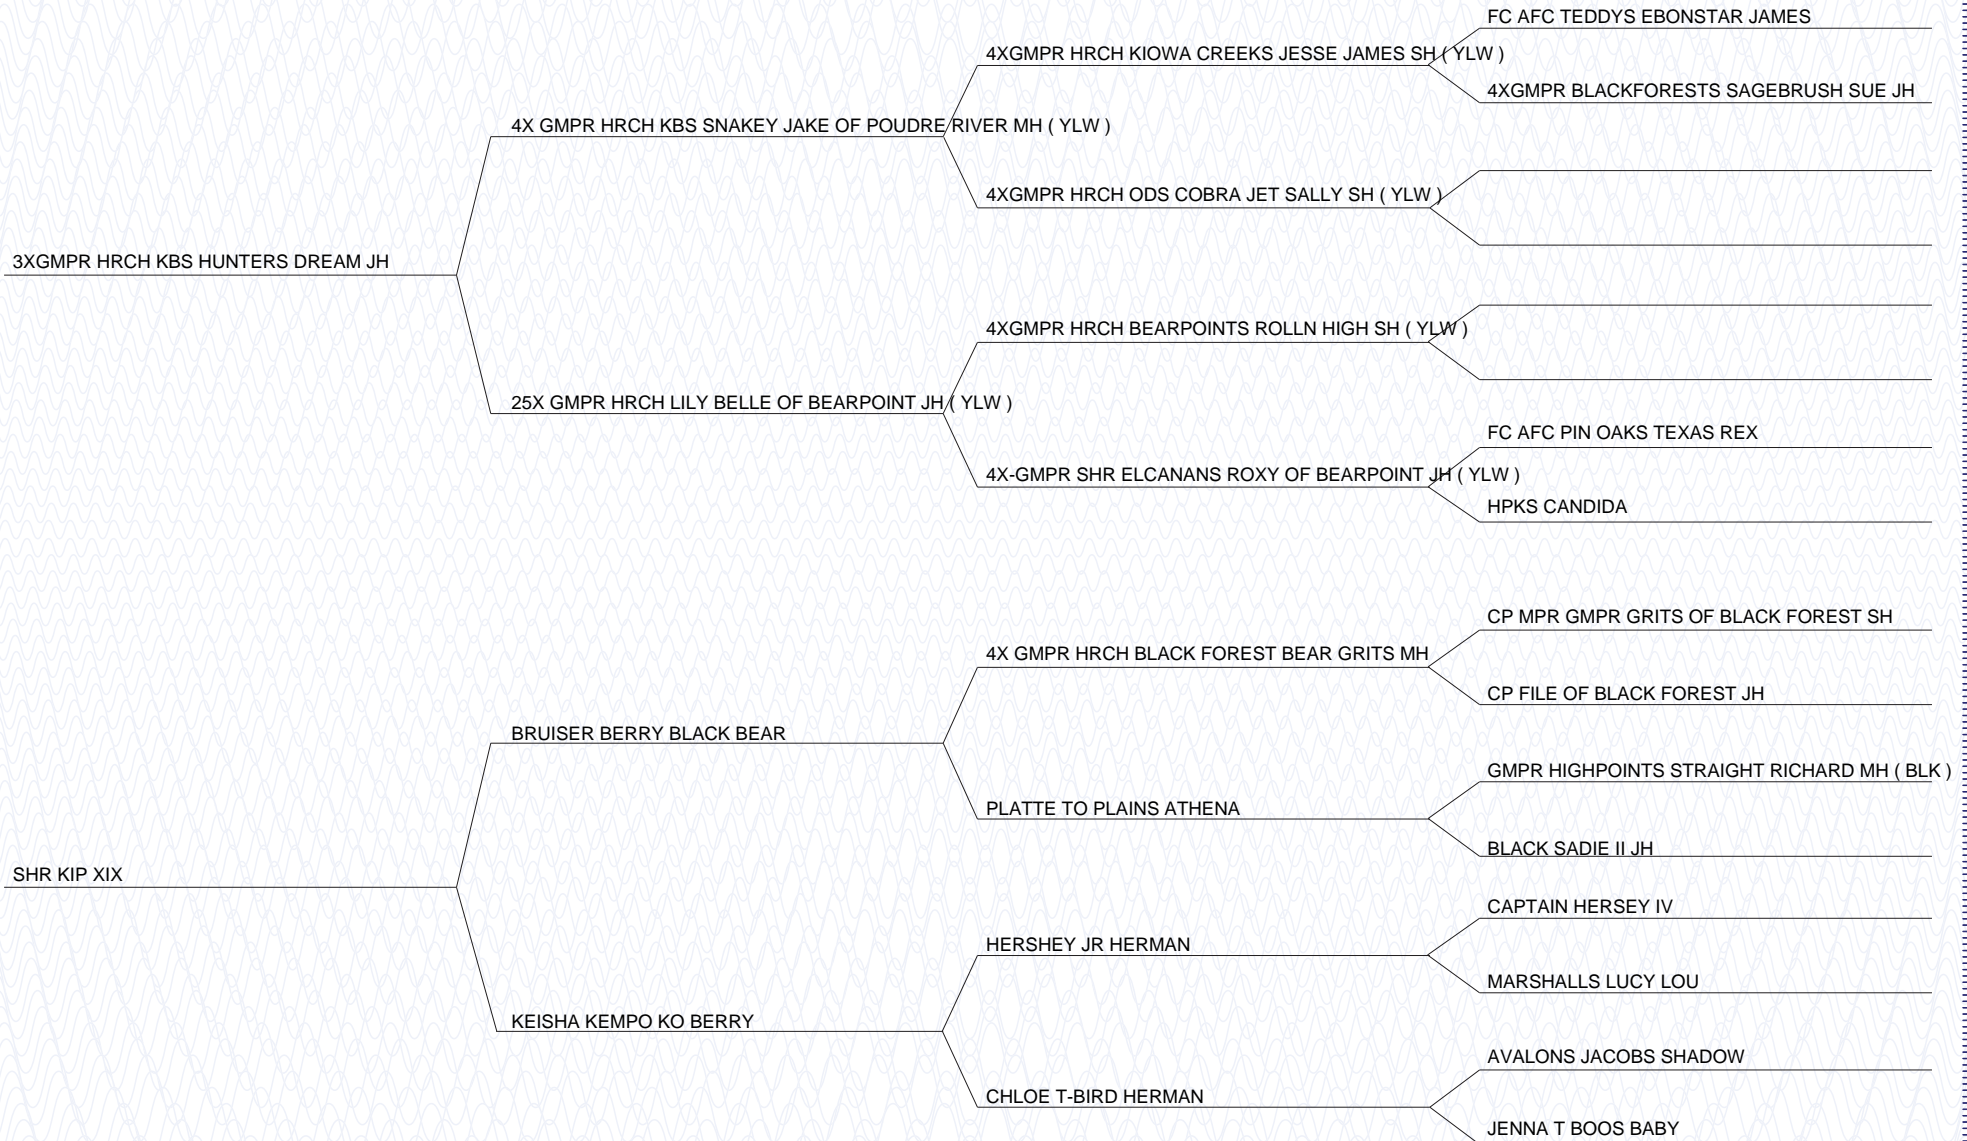 FC AFC TEDDYS EBONSTAR JAMES
4XGMPR HRCH KIOWA CREEKS JESSE JAMES SH ( YLW )
4XGMPR BLACKFORESTS SAGEBRUSH SUE JH
4X GMPR HRCH KBS SNAKEY JAKE OF POUDRE RIVER MH ( YLW )
4XGMPR HRCH ODS COBRA JET SALLY SH ( YLW )
3XGMPR HRCH KBS HUNTERS DREAM JH
4XGMPR HRCH BEARPOINTS ROLLN HIGH SH ( YLW )
25X GMPR HRCH LILY BELLE OF BEARPOINT JH ( YLW )
FC AFC PIN OAKS TEXAS REX
4X-GMPR SHR ELCANANS ROXY OF BEARPOINT JH ( YLW )
HPKS CANDIDA
CP MPR GMPR GRITS OF BLACK FOREST SH
4X GMPR HRCH BLACK FOREST BEAR GRITS MH
CP FILE OF BLACK FOREST JH
BRUISER BERRY BLACK BEAR
GMPR HIGHPOINTS STRAIGHT RICHARD MH ( BLK )
PLATTE TO PLAINS ATHENA
BLACK SADIE II JH
SHR KIP XIX
CAPTAIN HERSEY IV
HERSHEY JR HERMAN
MARSHALLS LUCY LOU
KEISHA KEMPO KO BERRY
AVALONS JACOBS SHADOW
CHLOE T-BIRD HERMAN
JENNA T BOOS BABY